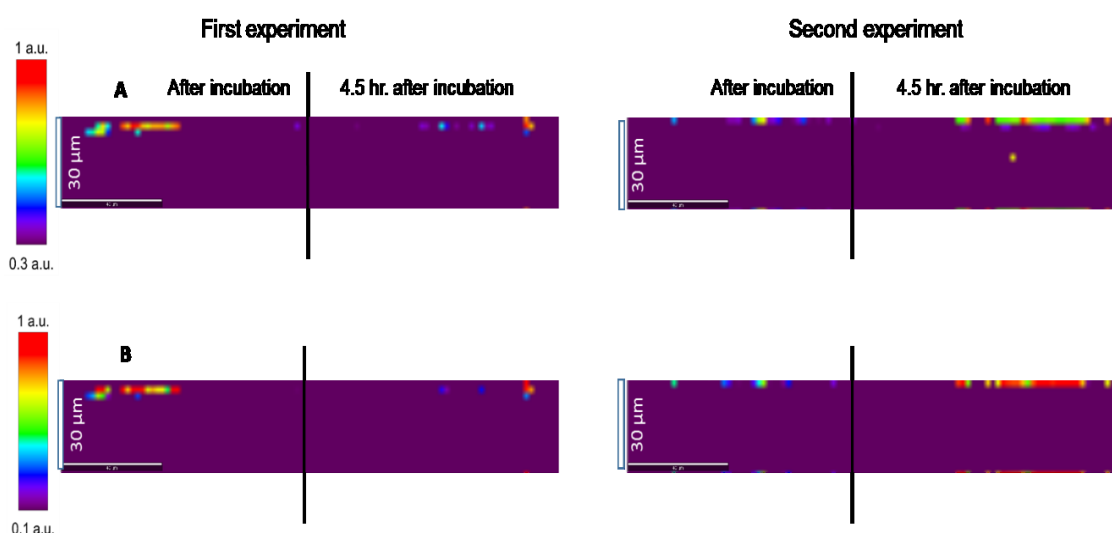 First experiment
Second experiment
1 a.u.
A
After incubation
4.5 hr. after incubation
After incubation
4.5 hr. after incubation
30 µm
30 µm
0.3 a.u.
1 a.u.
B
30 µm
30 µm
0.1 a.u.